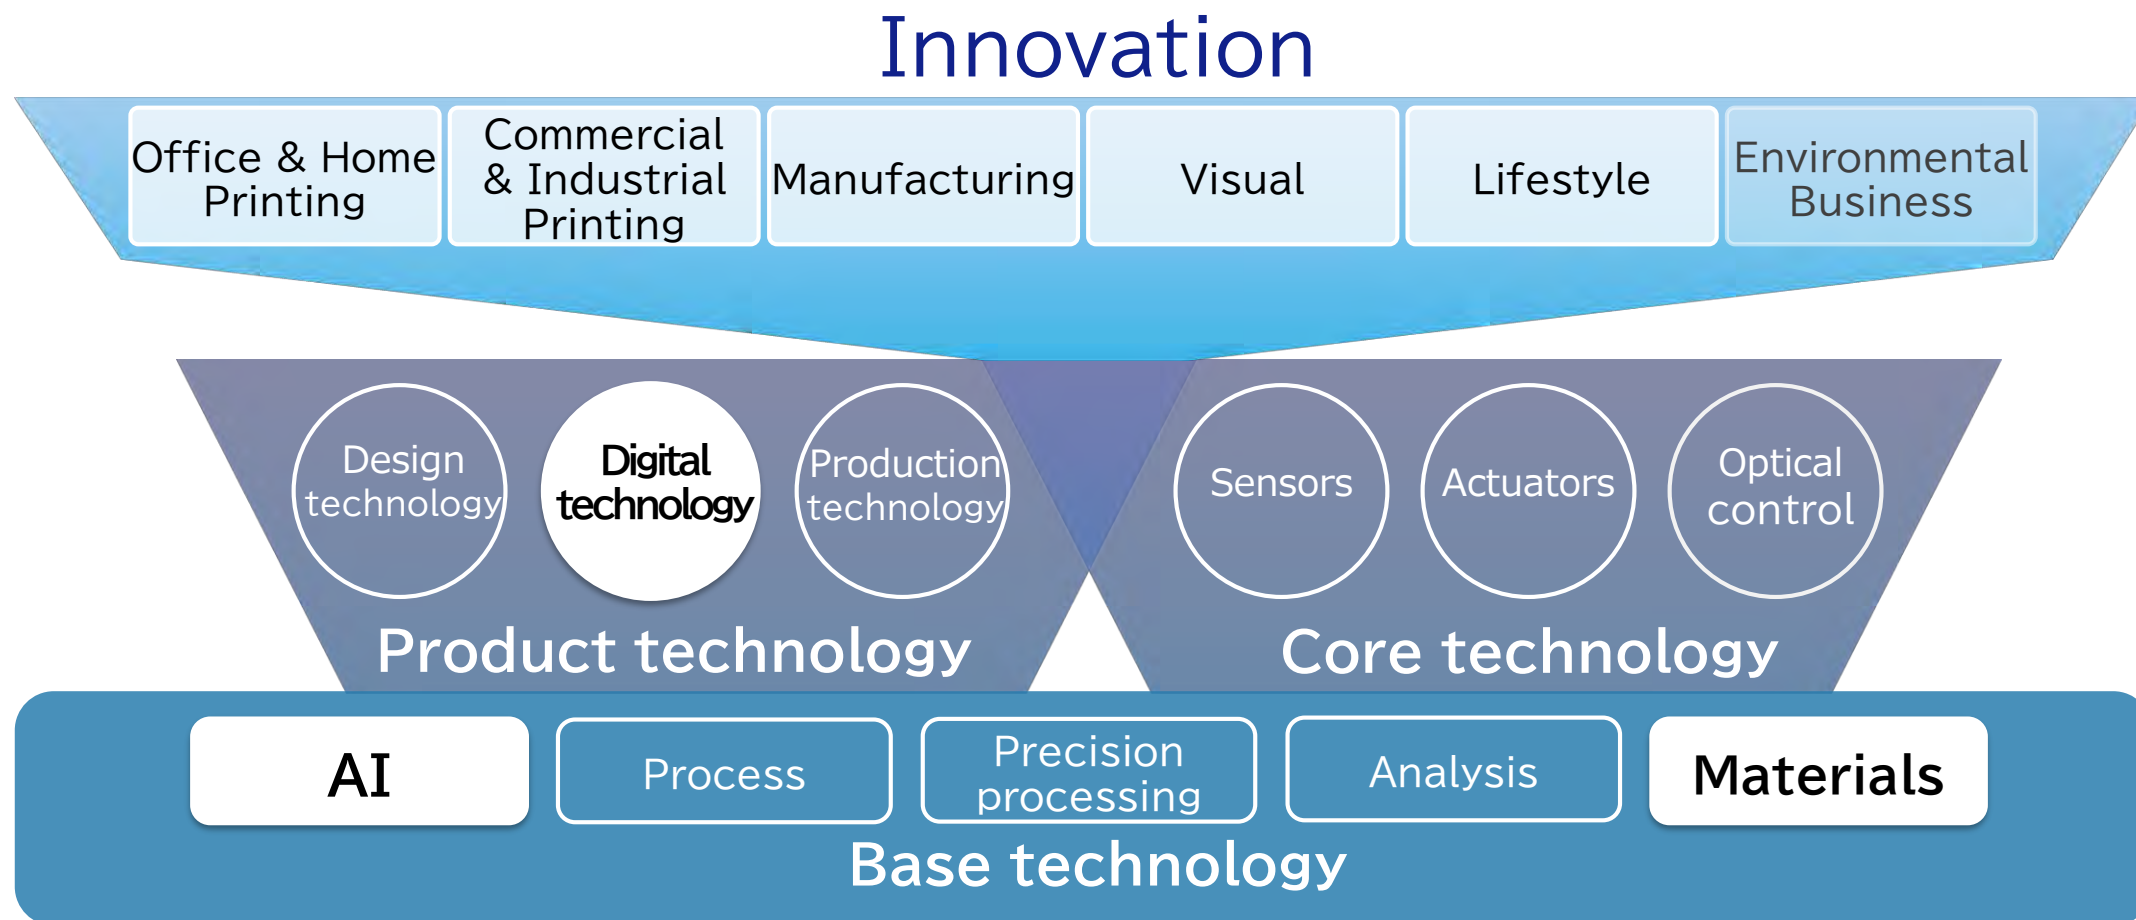 Innovation
Office & Home
Printing
Commercial
& Industrial
Printing
Manufacturing
Visual
Lifestyle
Environmental
Business
Design
technology
Digital
technology
Production
technology
Sensors
Actuators
Optical
control
Product technology
Core technology
AI
Process
Precision
processing
Analysis
Materials
Base technology